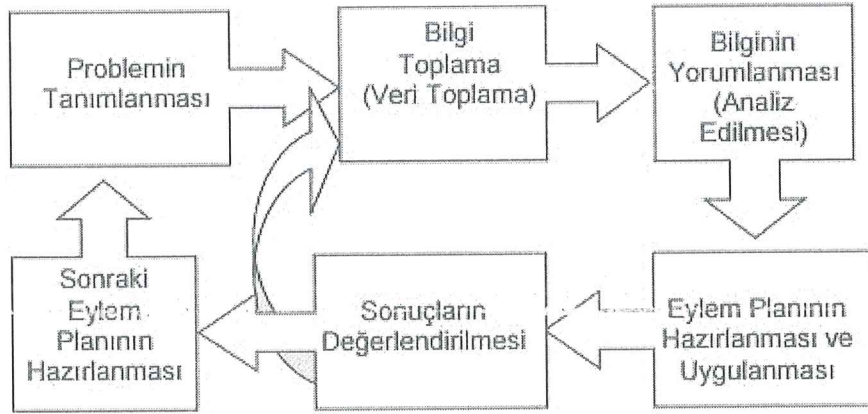 Problemin
Tanımlanması
Bilgi
Toplama
(Veri Toplama)
Bilginin
Yorumlanması
(Analiz
Edilmesi)
Sonraki
Eylem
Planının
Hazırlanması
Sonuçların
Değerlendirilmesi
Eylem Planının
Hazırlanması ve
Uygulanması